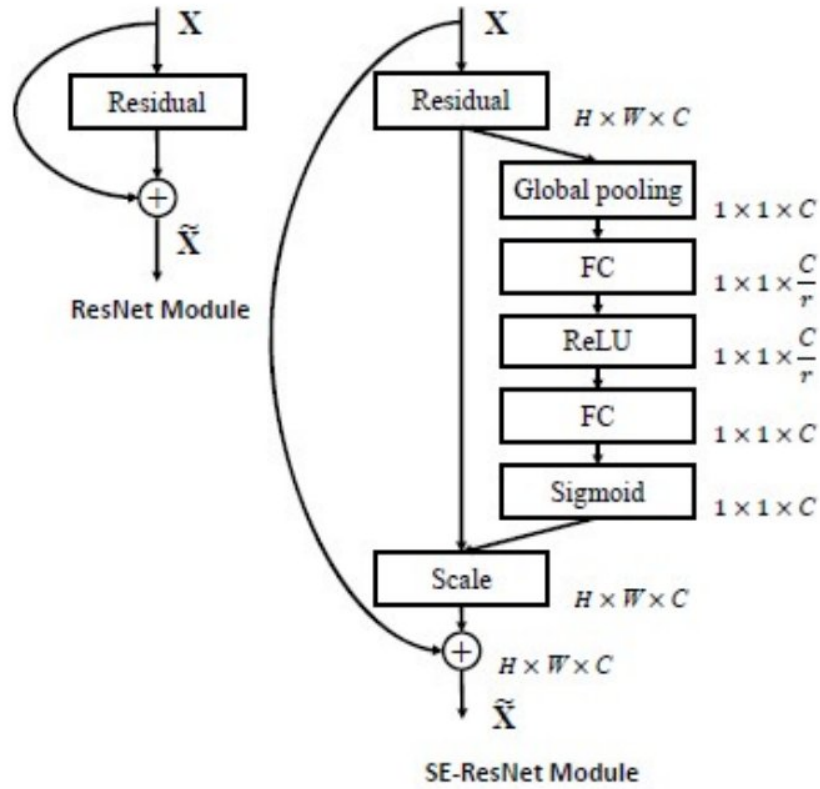 X
Residual
+
X̃
ResNet Module
X
Residual
H × W × C
Global pooling
1 × 1 × C
FC
1 × 1 × C/r
ReLU
1 × 1 × C/r
FC
1 × 1 × C
Sigmoid
1 × 1 × C
Scale
H × W × C
+
H × W × C
X̃
SE-ResNet Module